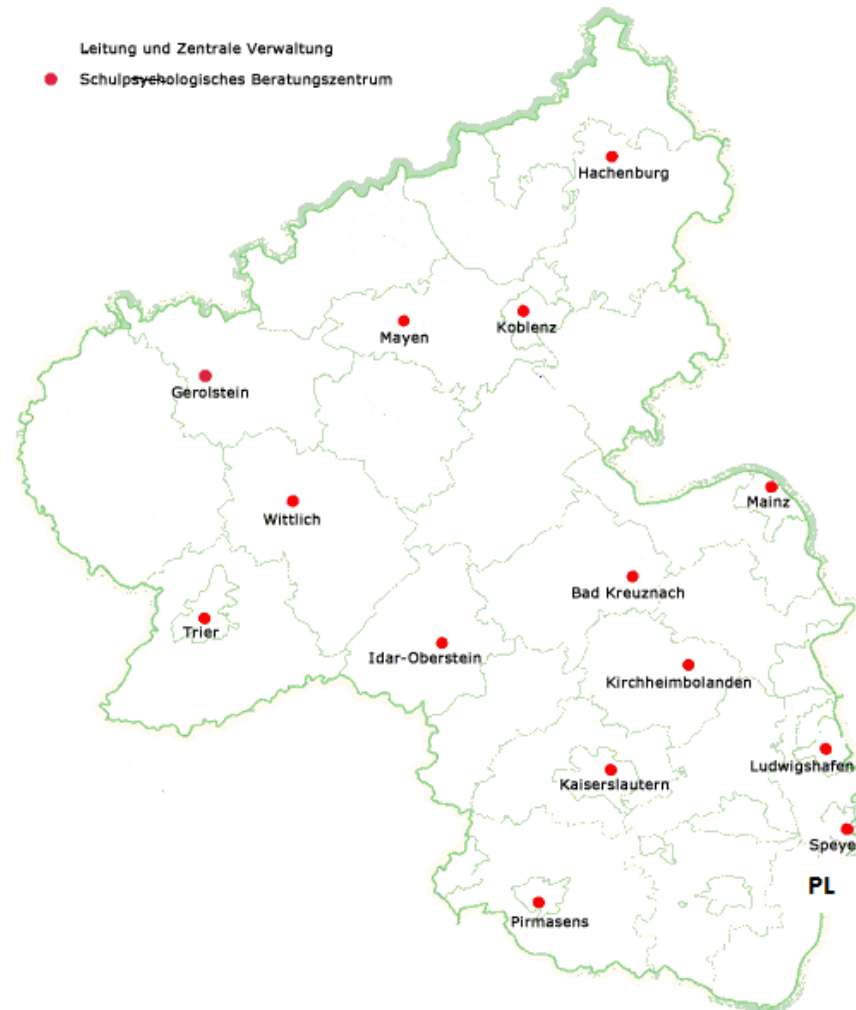 Leitung und Zentrale Verwaltung
Schulpsychologisches Beratungszentrum
Hachenburg
Koblenz
Mayen
Gerolstein
Mainz
Wittlich
Bad Kreuznach
Trier
Idar-Oberstein
Kirchheimbolanden
Ludwigshafen
Kaiserslautern
Speye
PL
Pirmasens